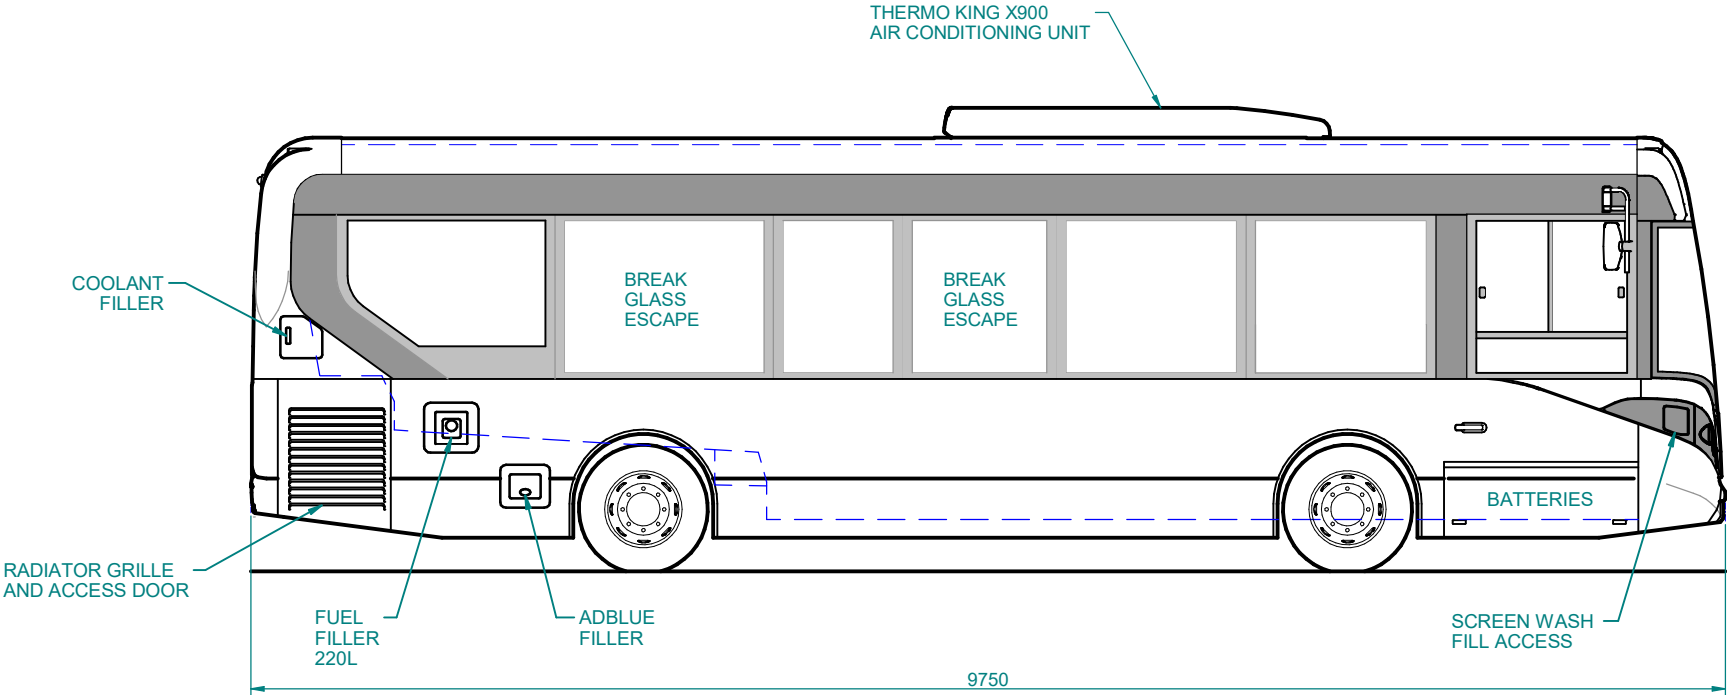 THERMO KING X900
AIR CONDITIONING UNIT
COOLANT
FILLER
BREAK
GLASS
ESCAPE
BREAK
GLASS
ESCAPE
BATTERIES
RADIATOR GRILLE
AND ACCESS DOOR
FUEL
FILLER
220L
ADBLUE
FILLER
SCREEN WASH
FILL ACCESS
9750